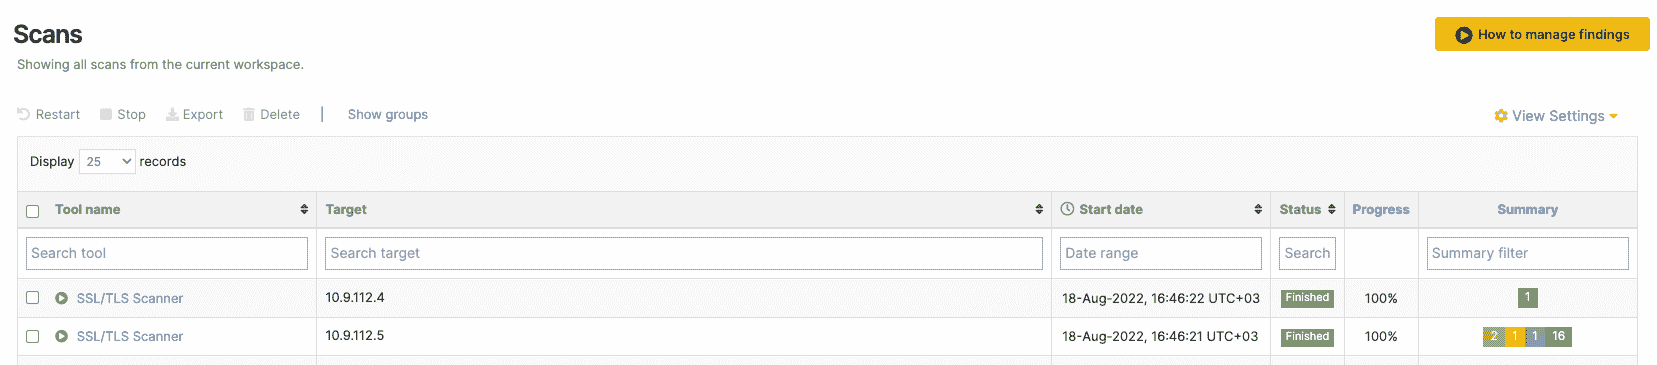 Scans
How to manage findings
Showing all scans from the current workspace.
Restart Stop Export Delete | Show groups
View Settings
Display 25 records
Tool name Target Start date Status Progress Summary
Search tool Search target Date range Search Summary filter
SSL/TLS Scanner 10.9.112.4 18-Aug-2022, 16:46:22 UTC+03 Finished 100% 1
SSL/TLS Scanner 10.9.112.5 18-Aug-2022, 16:46:21 UTC+03 Finished 100% 2 1 1 16